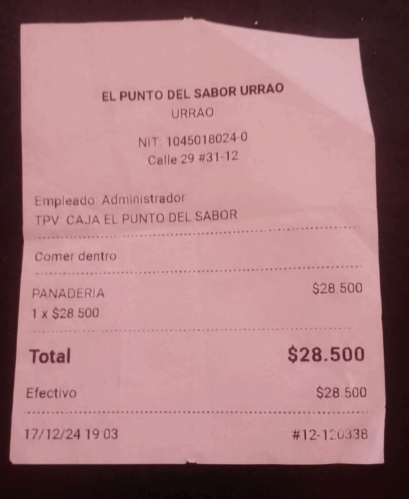 EL PUNTO DEL SABOR URRAO
URRAO
NIT: 1045018024-0
Calle 29 #31-12
Empleado: Administrador
TPV: CAJA EL PUNTO DEL SABOR
Comer dentro
PANADERIA $28.500
1 x $28.500
Total $28.500
Efectivo $28.500
17/12/24 19:03 #12-120338